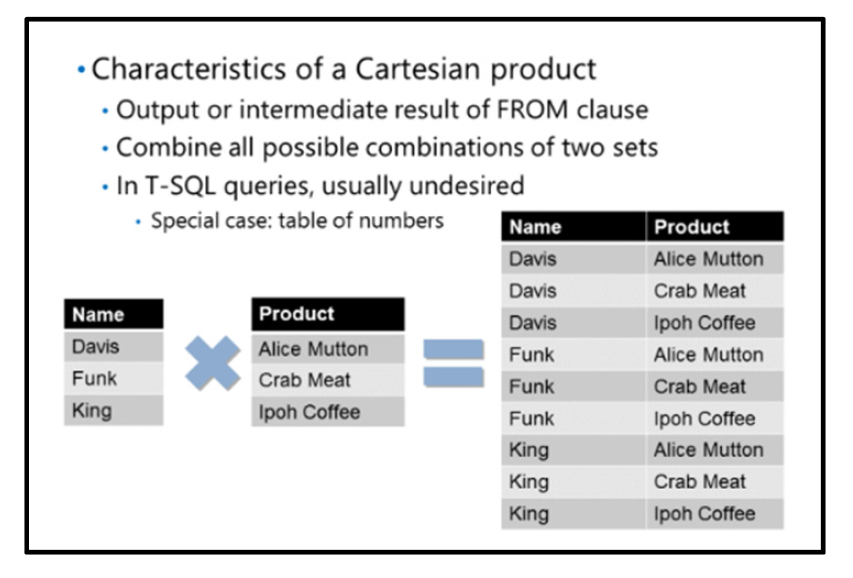 • Characteristics of a Cartesian product
• Output or intermediate result of FROM clause
• Combine all possible combinations of two sets
• In T-SQL queries, usually undesired
• Special case: table of numbers
Name
Davis
Funk
King
Product
Alice Mutton
Crab Meat
Ipoh Coffee
Name Product
Davis Alice Mutton
Davis Crab Meat
Davis Ipoh Coffee
Funk Alice Mutton
Funk Crab Meat
Funk Ipoh Coffee
King Alice Mutton
King Crab Meat
King Ipoh Coffee